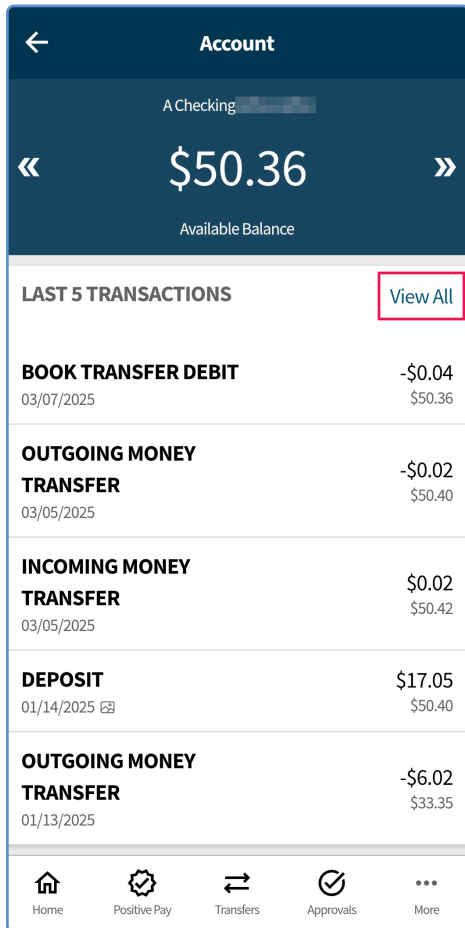 Account
A Checking
$50.36
Available Balance
LAST 5 TRANSACTIONS View All
BOOK TRANSFER DEBIT -$0.04
03/07/2025 $50.36
OUTGOING MONEY
TRANSFER -$0.02
$50.40
03/05/2025
INCOMING MONEY
TRANSFER $0.02
$50.42
03/05/2025
DEPOSIT $17.05
01/14/2025 $50.40
OUTGOING MONEY
TRANSFER -$6.02
$33.35
01/13/2025
Home Positive Pay Transfers Approvals More